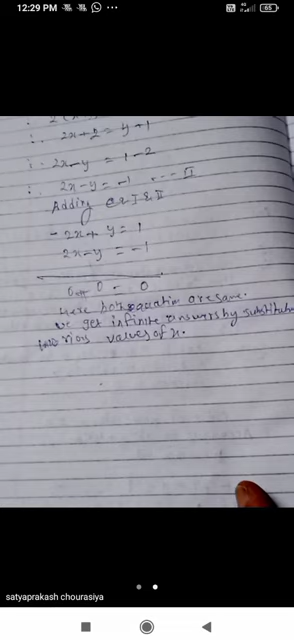 12:29 PM
65
∴ 2x+2 = y+1
∴ 2x-y = 1-2
∴ 2x-y = -1 --- II
Adding I & II
-2x+ y = 1
2x-y = -1
0 = 0
Here both equation are same.
we get infinite answers by substitute
various values of x.
satyaprakash chourasiya